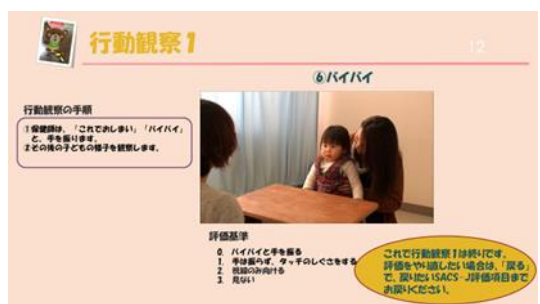 行動観察1
12
⑥バイバイ
行動観察の手順
①保健師は、「これでおしまい」「バイバイ」
と、手を振ります。
②その後の子どもの様子を観察します。
評価基準
0. バイバイと手を振る
1. 手は振らず、タッチのしぐさをする
2. 視線のみ向ける
3. 見ない
これで行動観察1は終りです。
評価をやり直したい場合は、「戻る」
で、戻りたいSACS-J評価項目まで
お戻りください。